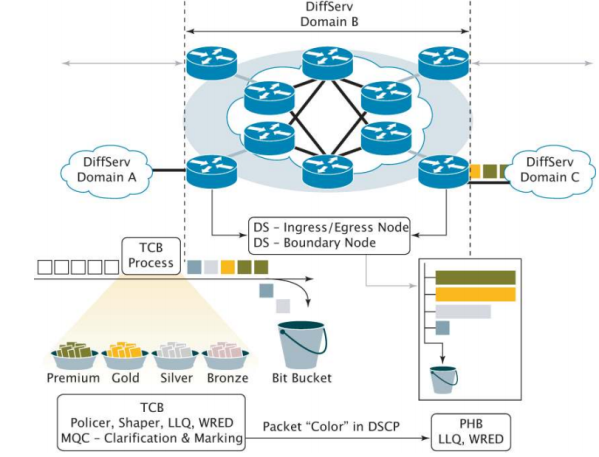 DiffServ
Domain B
DiffServ
Domain A
DiffServ
Domain C
DS – Ingress/Egress Node
DS – Boundary Node
TCB
Process
Premium Gold Silver Bronze Bit Bucket
TCB
Policer, Shaper, LLQ, WRED
MQC – Clarification & Marking
Packet “Color” in DSCP
PHB
LLQ, WRED